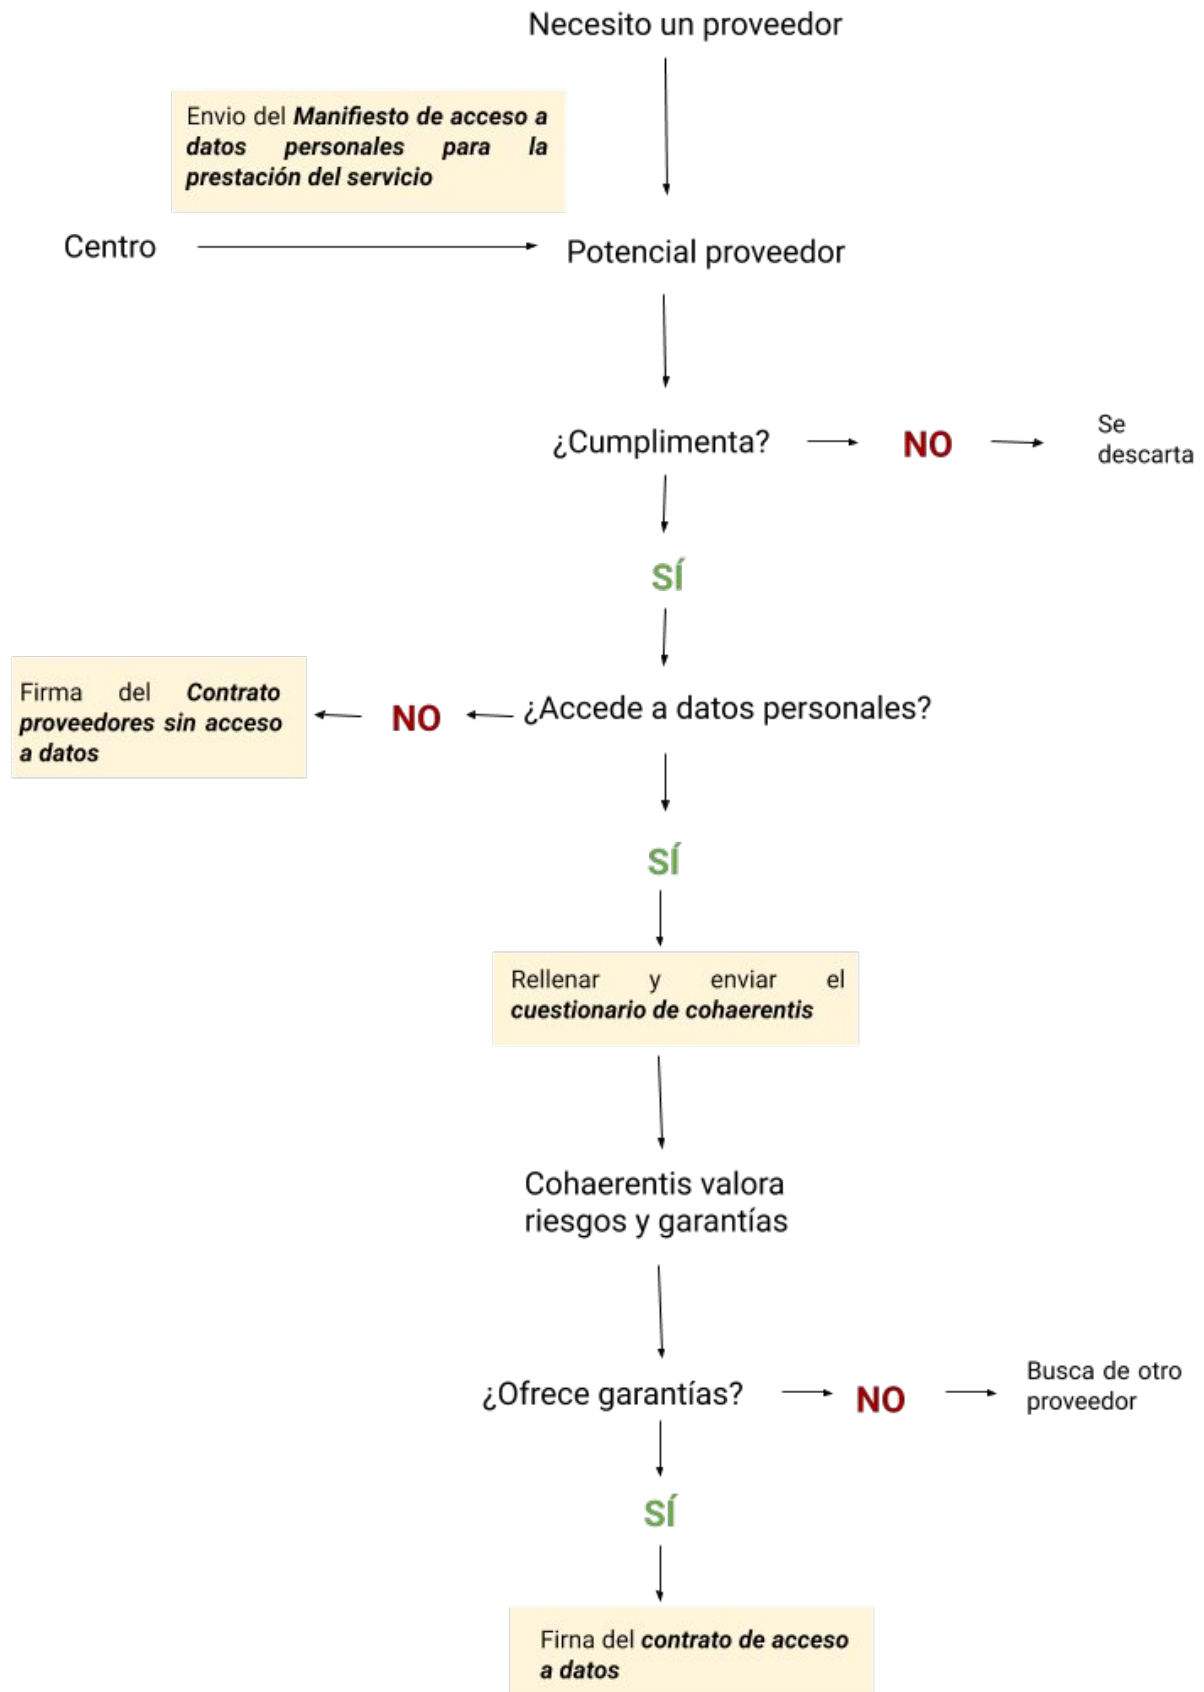 Necesito un proveedor
Envio del Manifiesto de acceso a
datos personales para la
prestación del servicio
Centro
Potencial proveedor
¿Cumplimenta?
NO
Se
descarta
SÍ
Firma del Contrato
proveedores sin acceso
a datos
NO
¿Accede a datos personales?
SÍ
Rellenar y enviar el
cuestionario de cohaerentis
Cohaerentis valora
riesgos y garantías
¿Ofrece garantías?
NO
Busca de otro
proveedor
SÍ
Firna del contrato de acceso
a datos